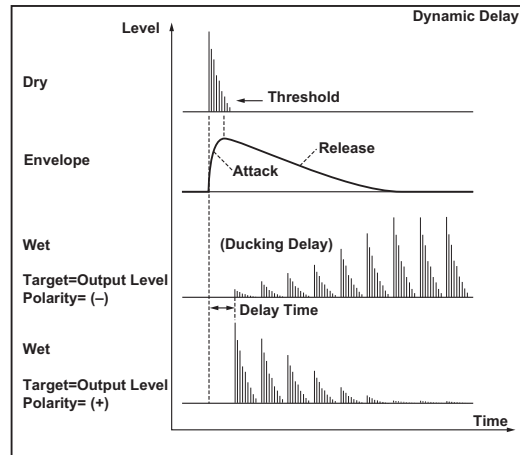 Dynamic Delay
Level
Dry
Threshold
Envelope
Release
Attack
Wet
(Ducking Delay)
Target=Output Level
Polarity= (–)
Delay Time
Wet
Target=Output Level
Polarity= (+)
Time